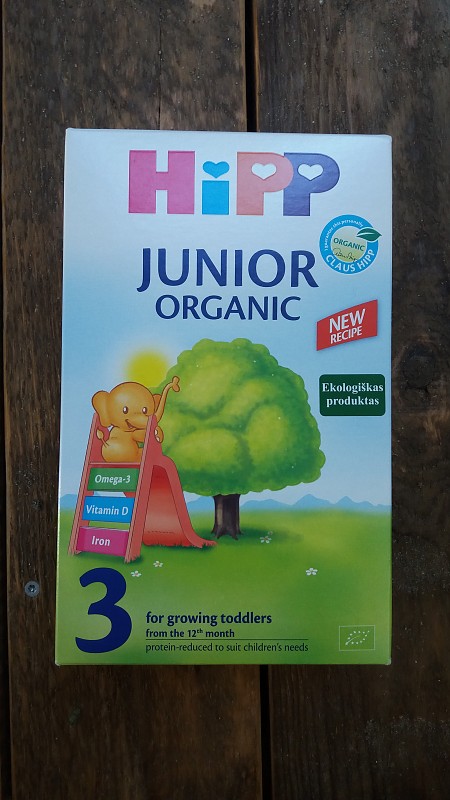 HiPP
JUNIOR
ORGANIC
ORGANIC
CLAUS HIPP
NEW
RECIPE
Ekologiškas
produktas
Omega-3
Vitamin D
Iron
3
for growing toddlers
from the 12th month
protein-reduced to suit children's needs